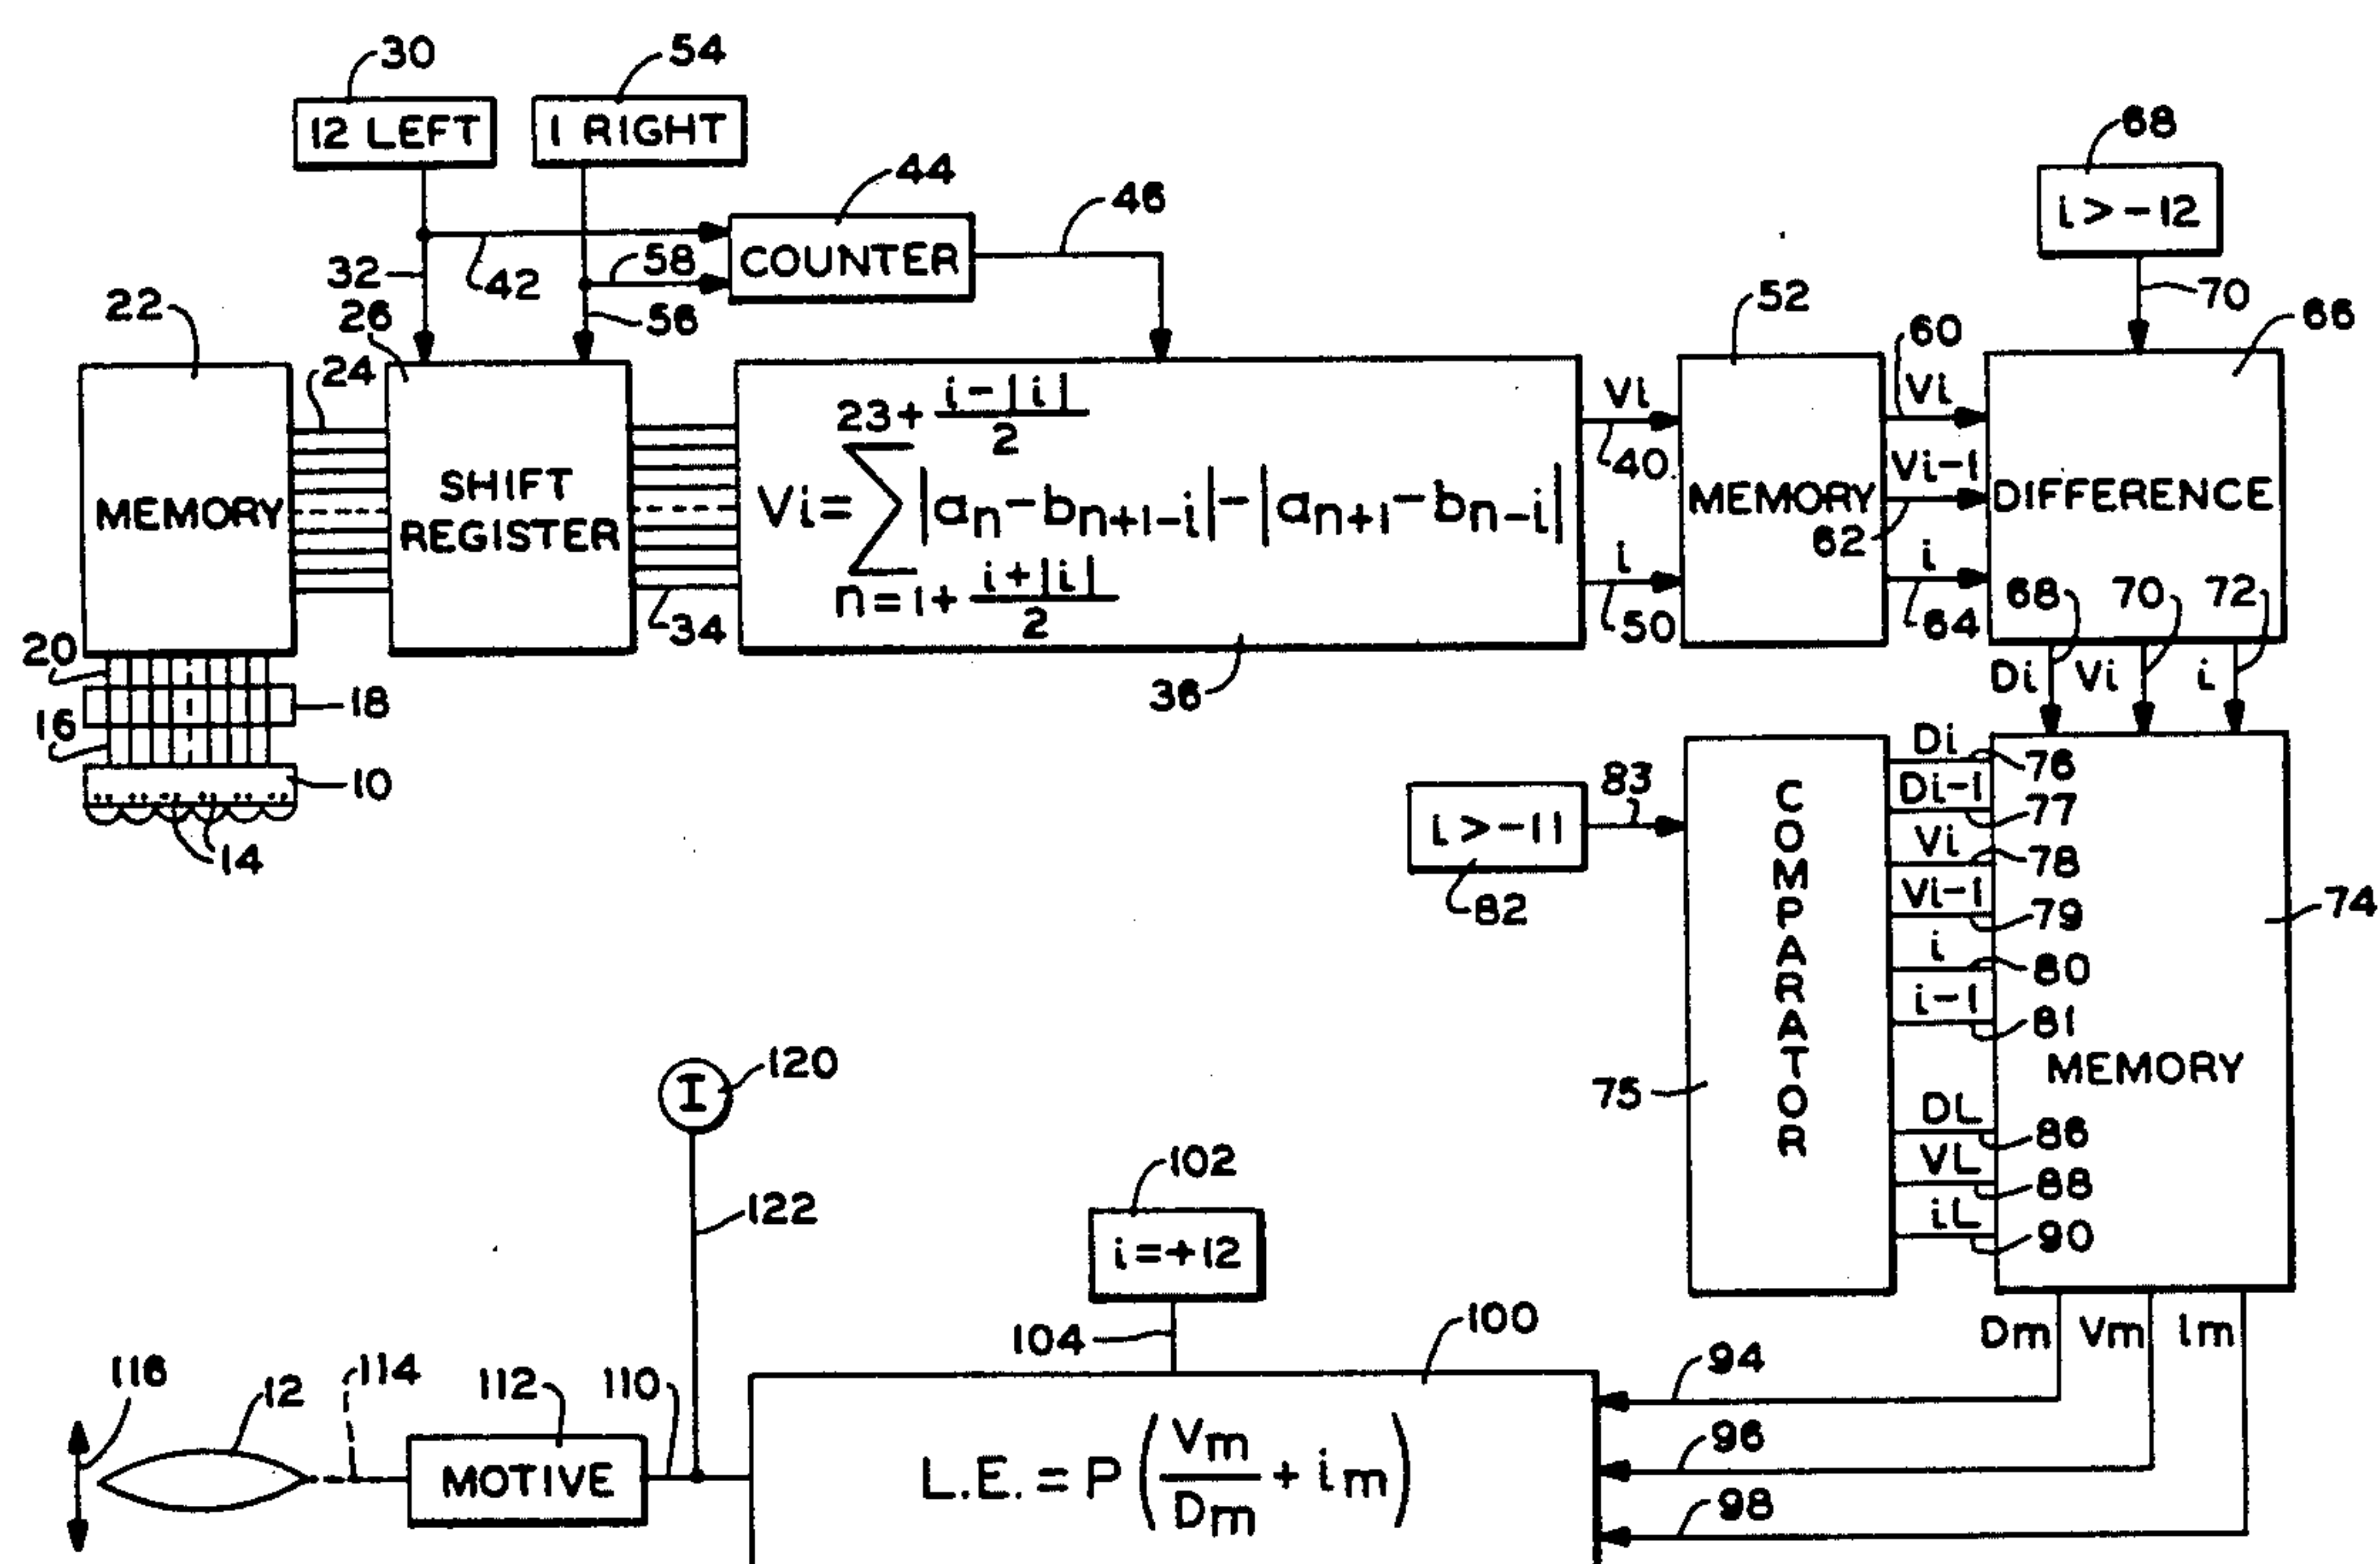 30
54
12 LEFT
1 RIGHT
68
44
46
i > -12
COUNTER
32
42
58
70
22
26
56
52
60
66
24
MEMORY
SHIFT
REGISTER
Vi = 23 + i-|i| / 2 ∑ n = 1 + i+|i| / 2 |an - bn+1-i| - |an+1 - bn-i|
Vi
40
i
50
MEMORY
Vi
Vi-1
62
i
64
DIFFERENCE
68
70
72
34
36
20
18
16
10
14
Di
Vi
i
83
i > -11
82
COMPARATOR
75
Di
76
Di-1
77
Vi
78
Vi-1
79
i
80
i-1
81
74
MEMORY
DL
86
VL
88
iL
90
I
120
122
102
i = +12
104
100
Dm
Vm
im
94
96
98
116
12
114
112
110
MOTIVE
L.E. = P (Vm / Dm + im)